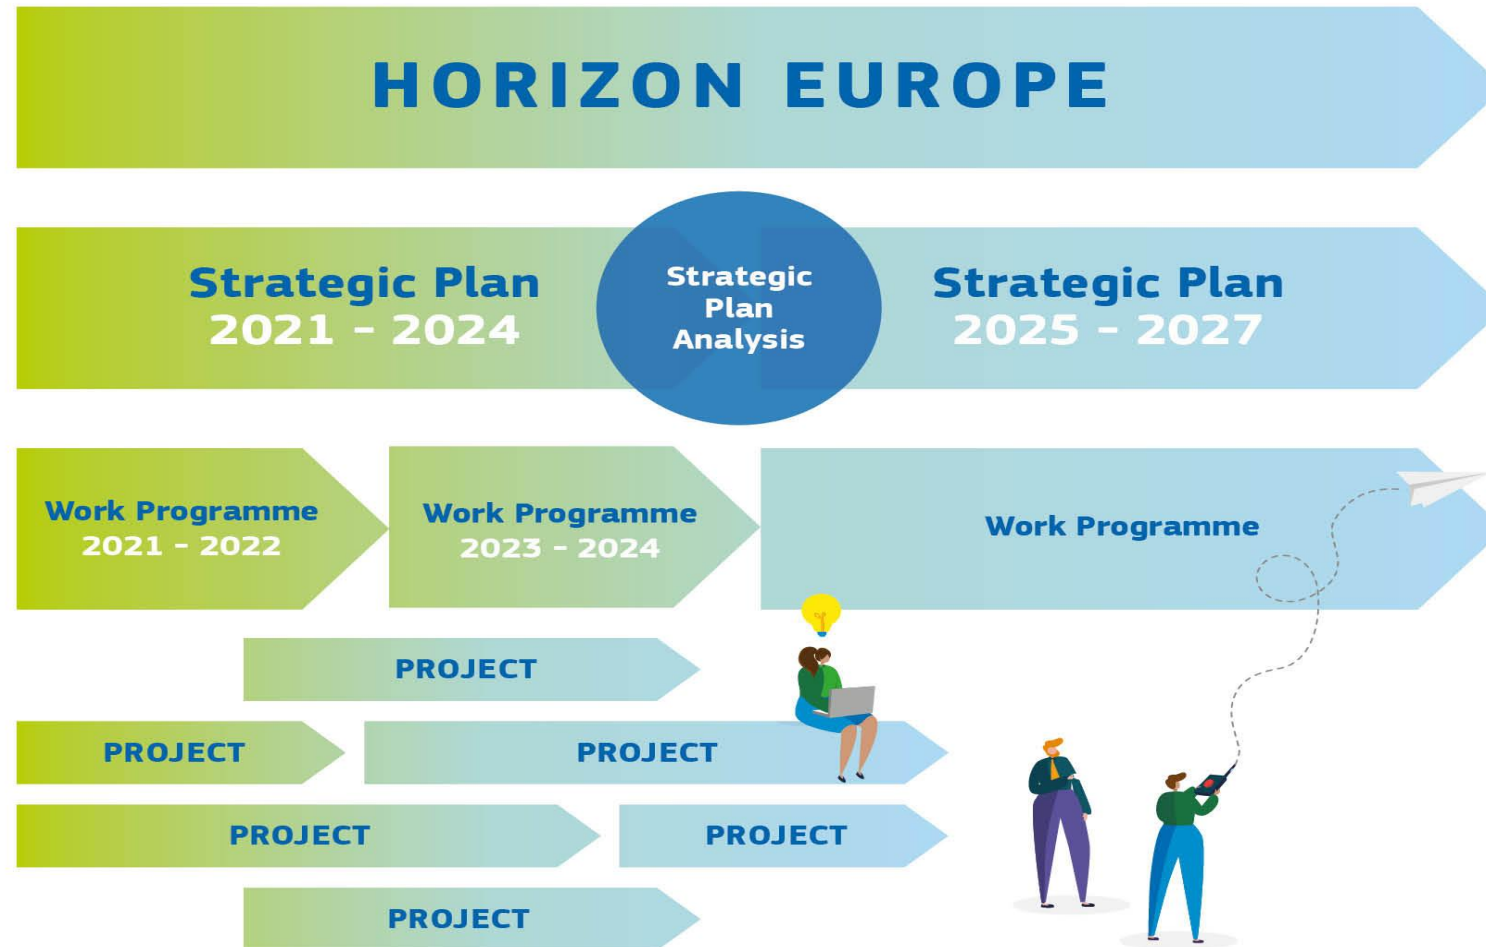 HORIZON EUROPE
Strategic Plan
2021 - 2024
Strategic
Plan
Analysis
Strategic Plan
2025 - 2027
Work Programme
2021 - 2022
Work Programme
2023 - 2024
Work Programme
PROJECT
PROJECT
PROJECT
PROJECT
PROJECT
PROJECT